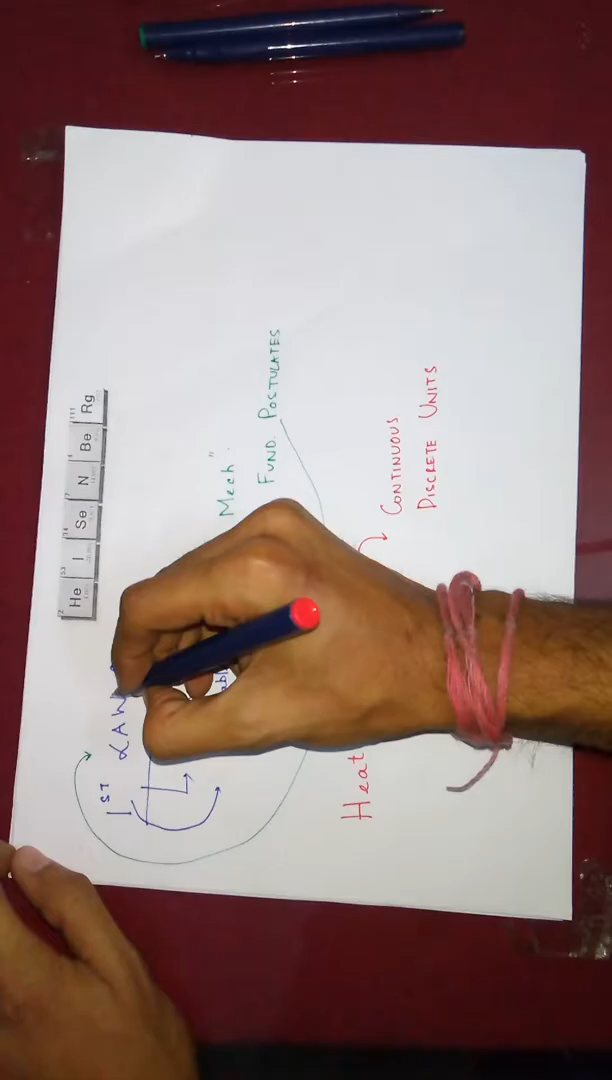 He I Se N Be Rg
1ST LAW
Mech"
FUND. POSTULATES
Heat
CONTINUOUS
DISCRETE UNITS